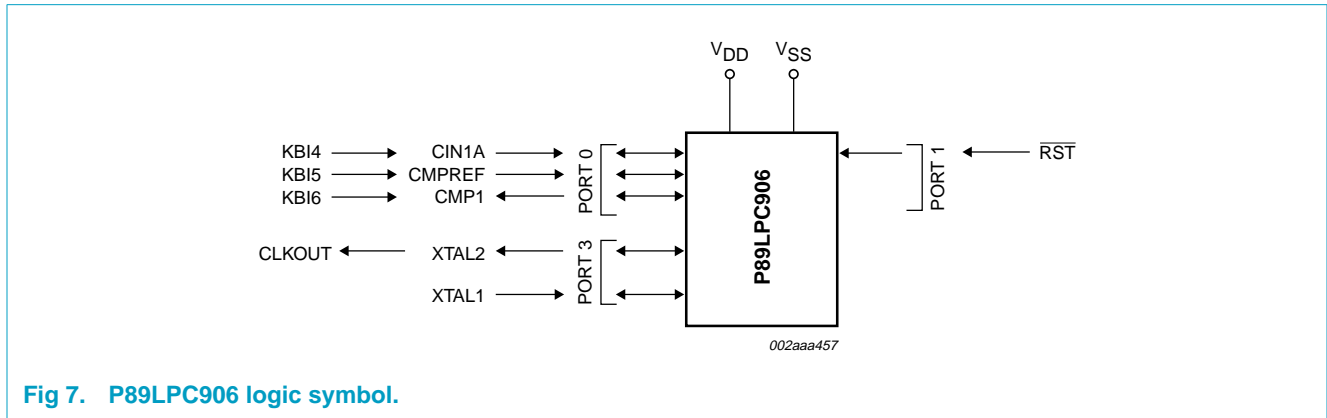 VDD VSS
KBI4 CIN1A
KBI5 CMPREF
KBI6 CMP1
PORT 0
CLKOUT XTAL2
XTAL1
PORT 3
P89LPC906
PORT 1
RST
002aaa457
Fig 7. P89LPC906 logic symbol.